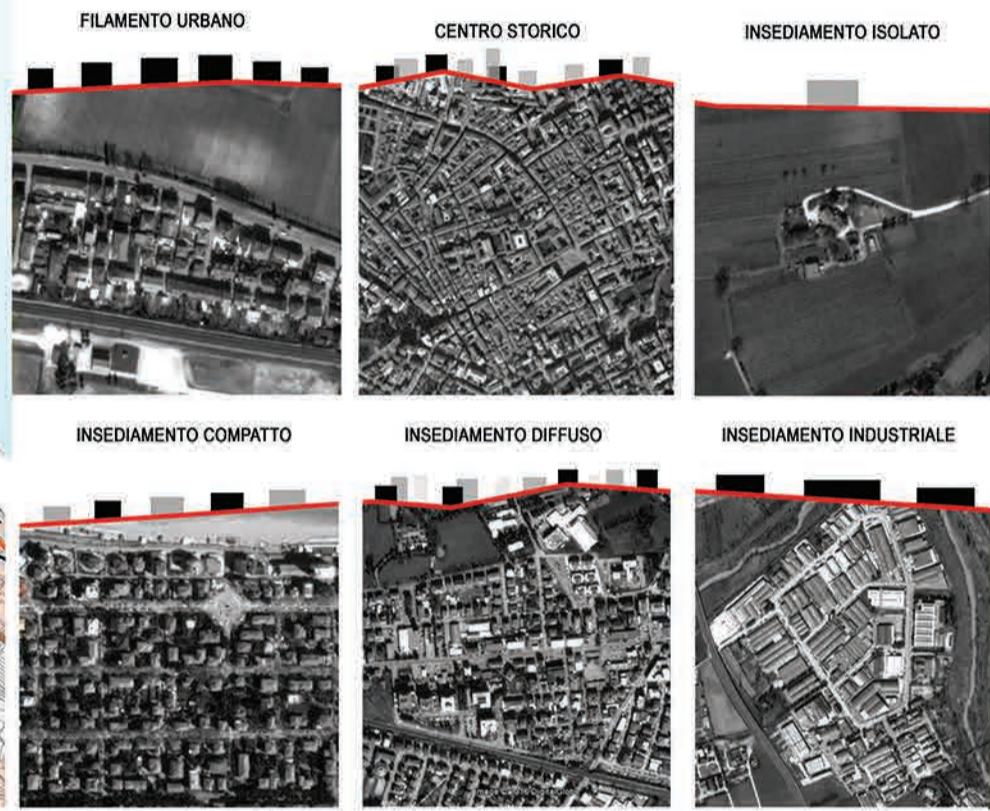 FILAMENTO URBANO
CENTRO STORICO
INSEDIAMENTO ISOLATO
INSEDIAMENTO COMPATTO
INSEDIAMENTO DIFFUSO
INSEDIAMENTO INDUSTRIALE